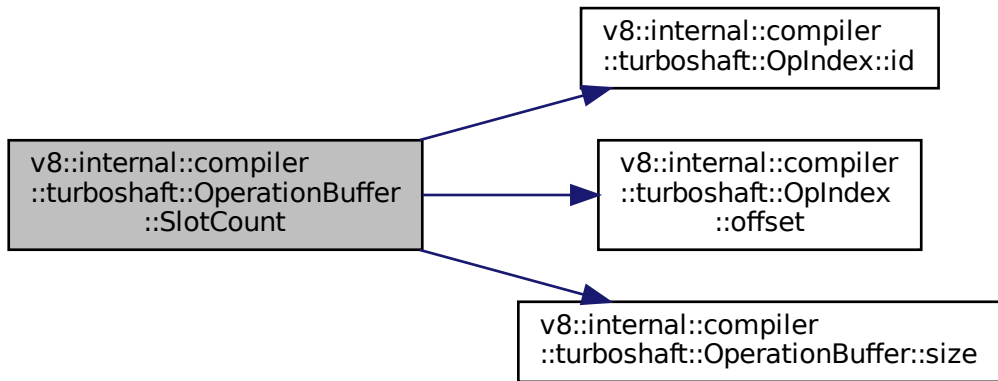 v8::internal::compiler
::turboshaft::OpIndex::id
v8::internal::compiler
::turboshaft::OperationBuffer
::SlotCount
v8::internal::compiler
::turboshaft::OpIndex
::offset
v8::internal::compiler
::turboshaft::OperationBuffer::size